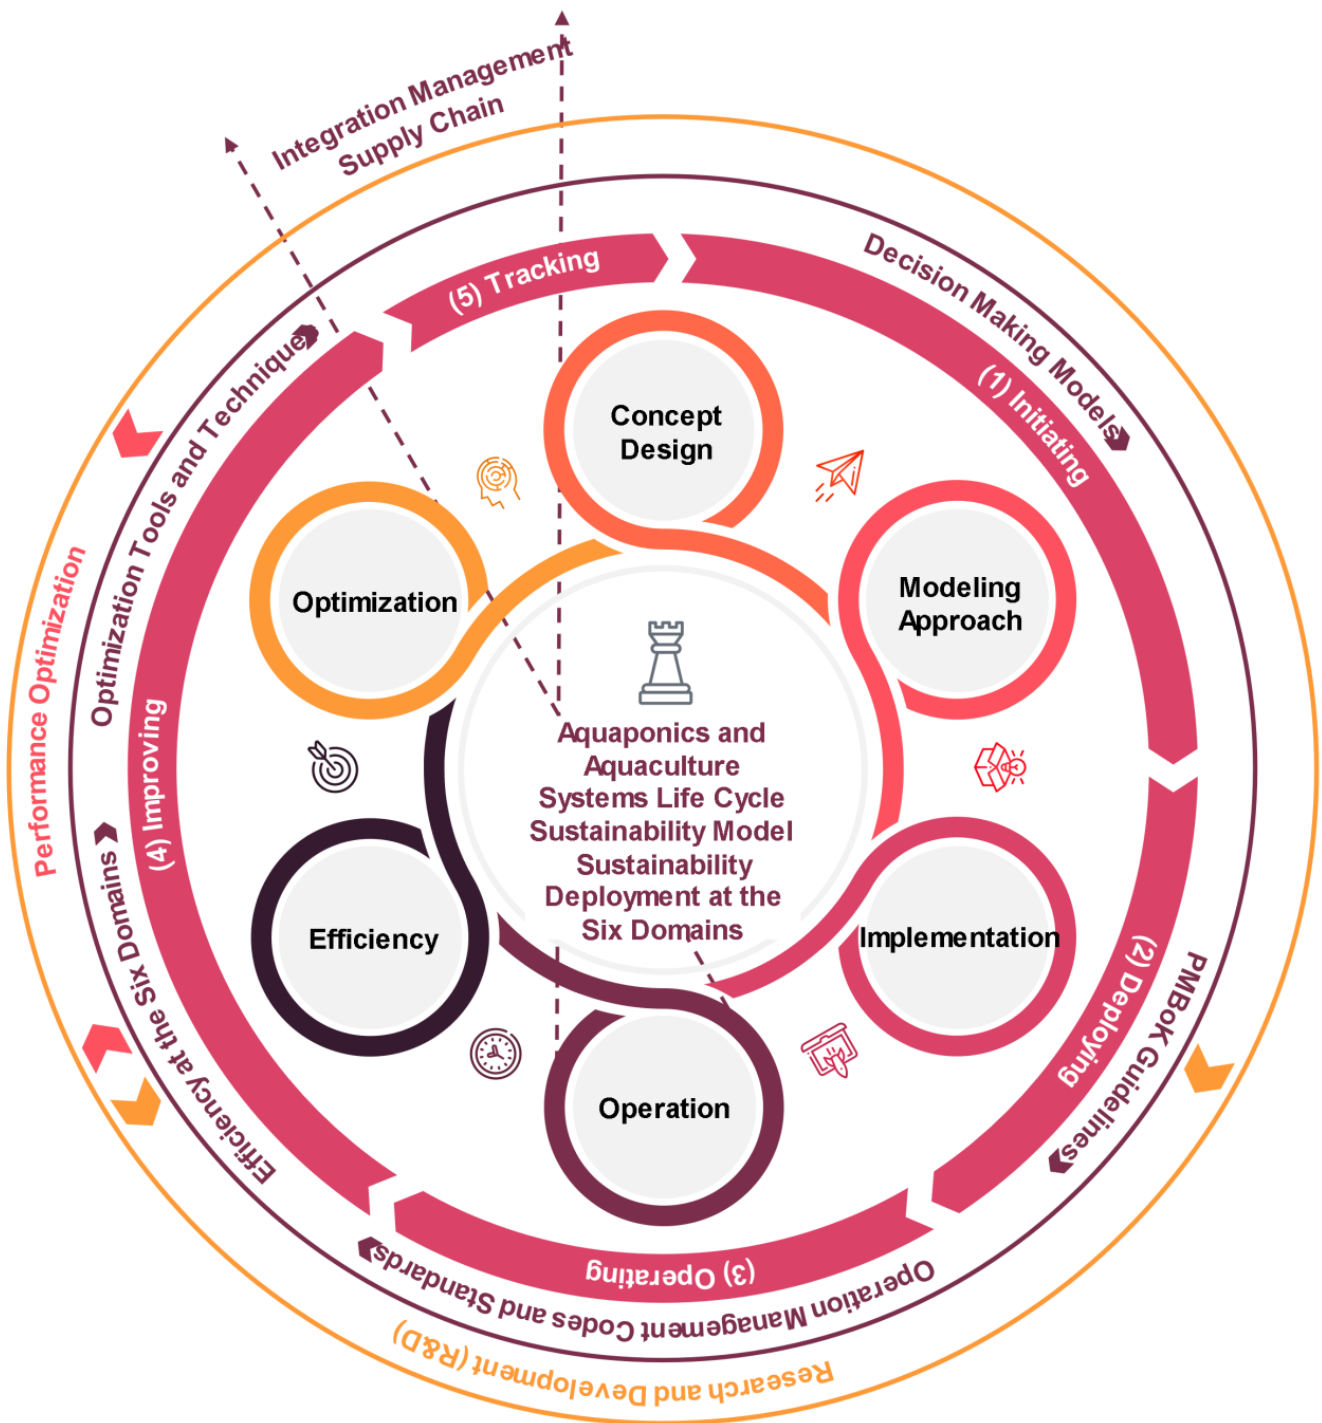 Integration Management
Supply Chain
Decision Making Models
(5) Tracking
(1) Initiating
Optimization Tools and Technique
Concept
Design
Optimization
Modeling
Approach
Performance Optimization
(4) Improving
Aquaponics and
Aquaculture
Systems Life Cycle
Sustainability Model
Sustainability
Deployment at the
Six Domains
Efficiency
Implementation
(2) Deploying
PMBoK Guidelines
Efficiency at the Six Domains
Operation
(3) Operating
Operation Management Codes and Standards
Research and Development (R&D)